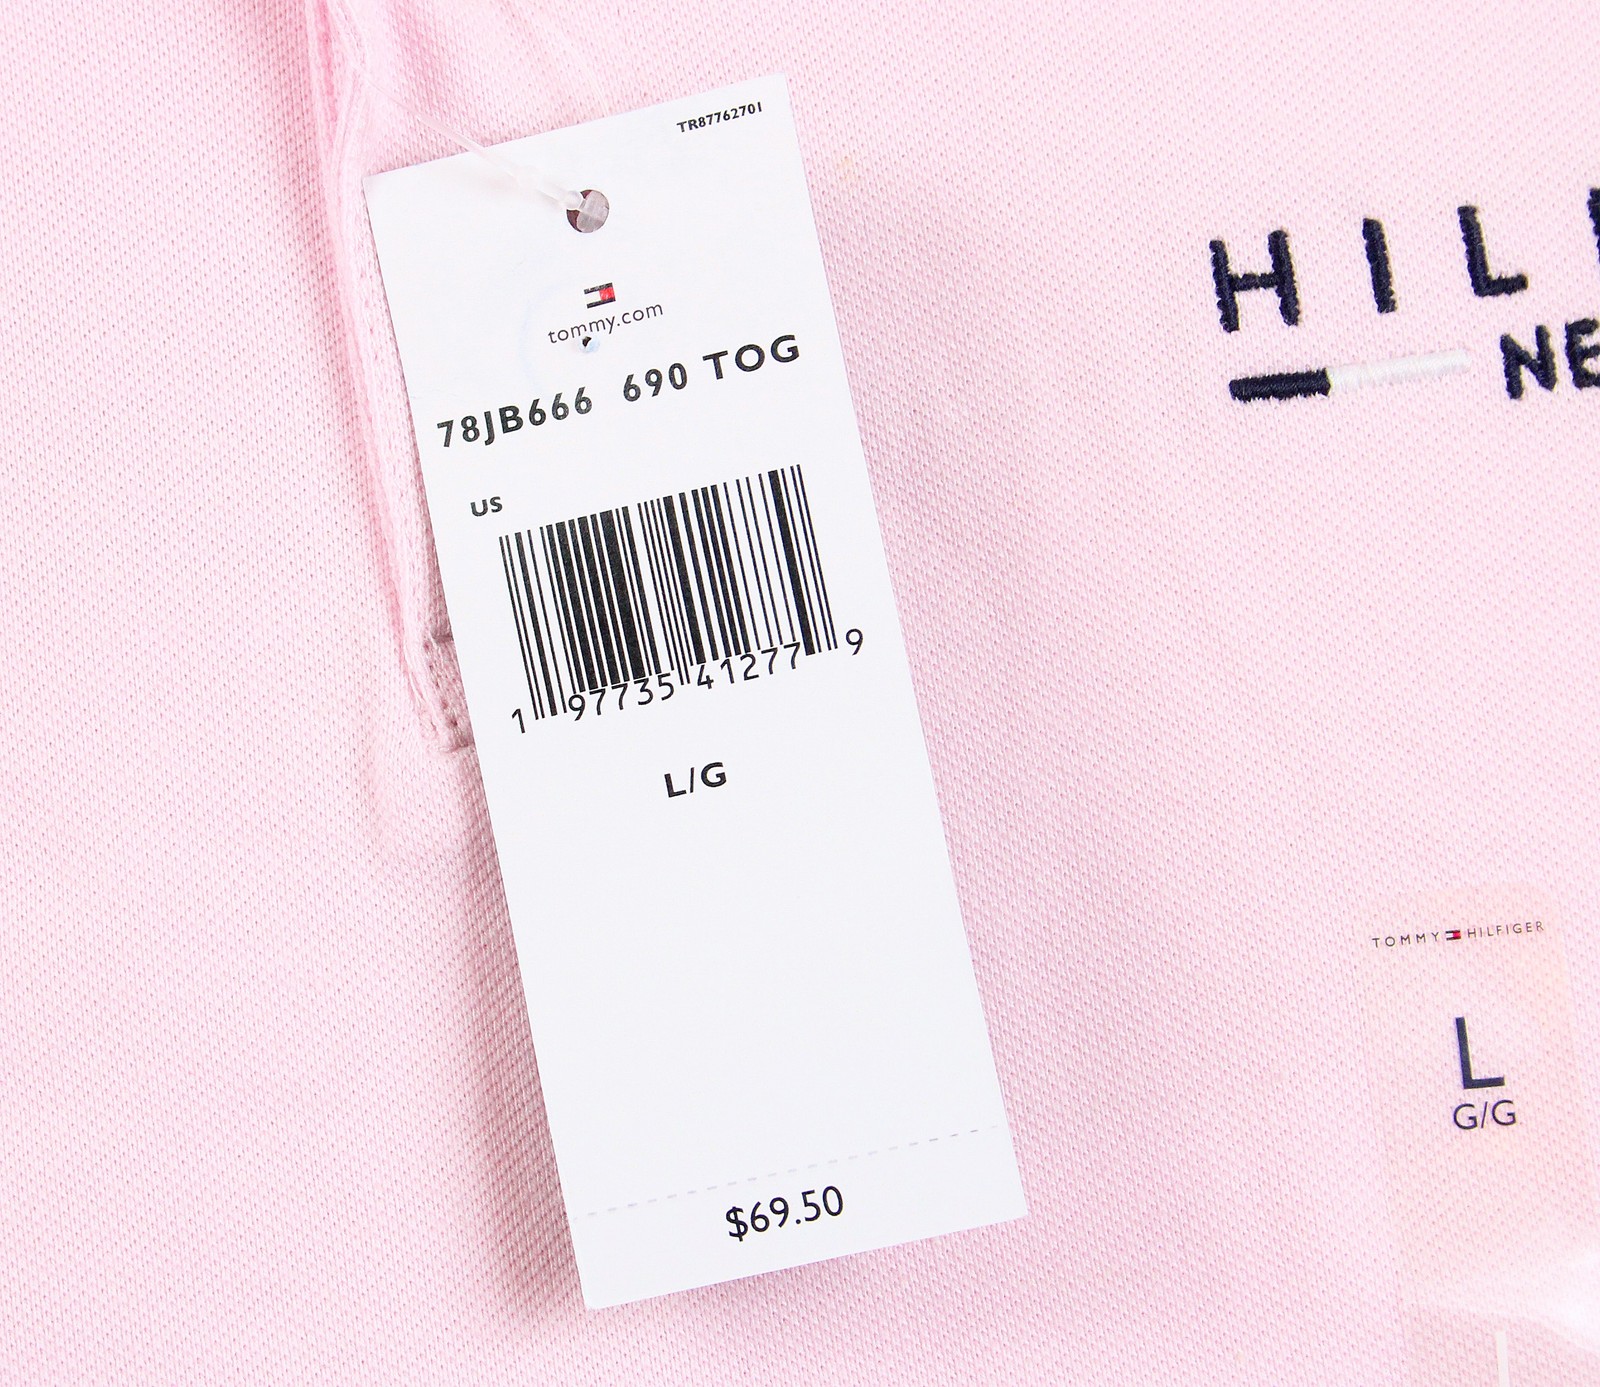 TR87762701
tommy.com
78JB666 690 TOG
US
1 97735 41277 9
L/G
$69.50
HIL
NE
TOMMY HILFIGER
L
G/G